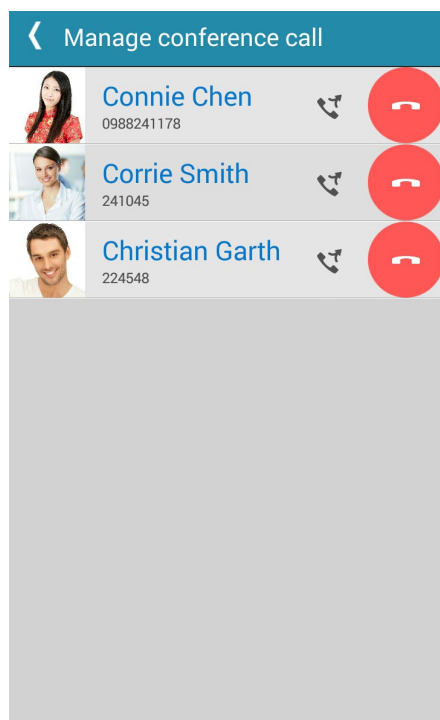 Manage conference call
Connie Chen
0988241178
Corrie Smith
241045
Christian Garth
224548